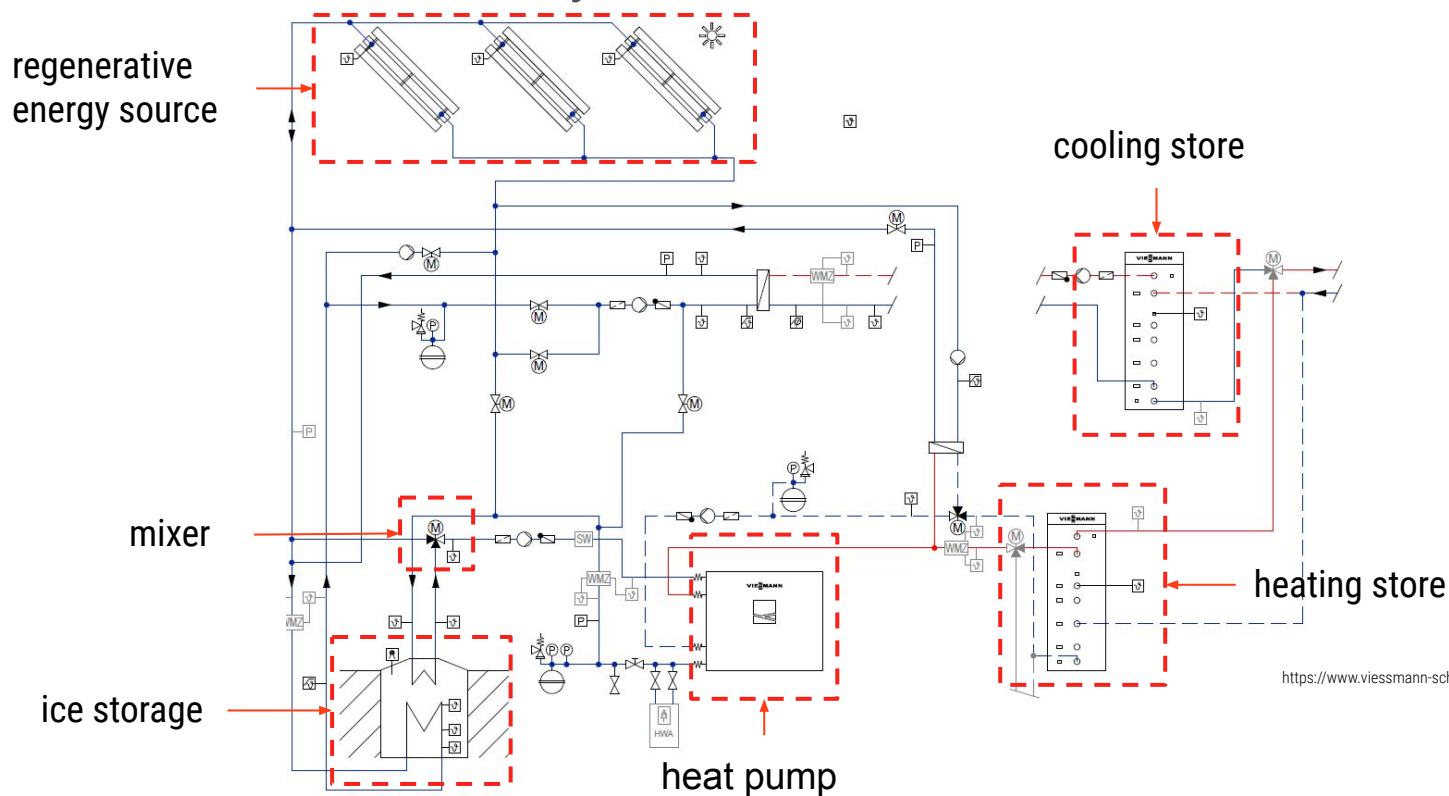 regenerative
energy source
ϑ
ϑ
ϑ
ϑ
cooling store
M
P
M
P
ϑ
WMZ
ϑ
ϑ
VIESSMANN
M
ϑ
M
P
ϑ
ϑ
ϑ
M
M
M
P
ϑ
P
mixer
M
ϑ
SW
ϑ
M
ϑ
WMZ
ϑ
M
VIESSMANN
ϑ
ϑ
heating store
WMZ
ϑ
ϑ
VIESSMANN
WMZ
ϑ
ϑ
ϑ
P
P
P
ice storage
ϑ
ϑ
ϑ
HWA
https://www.viessmann-sch
heat pump